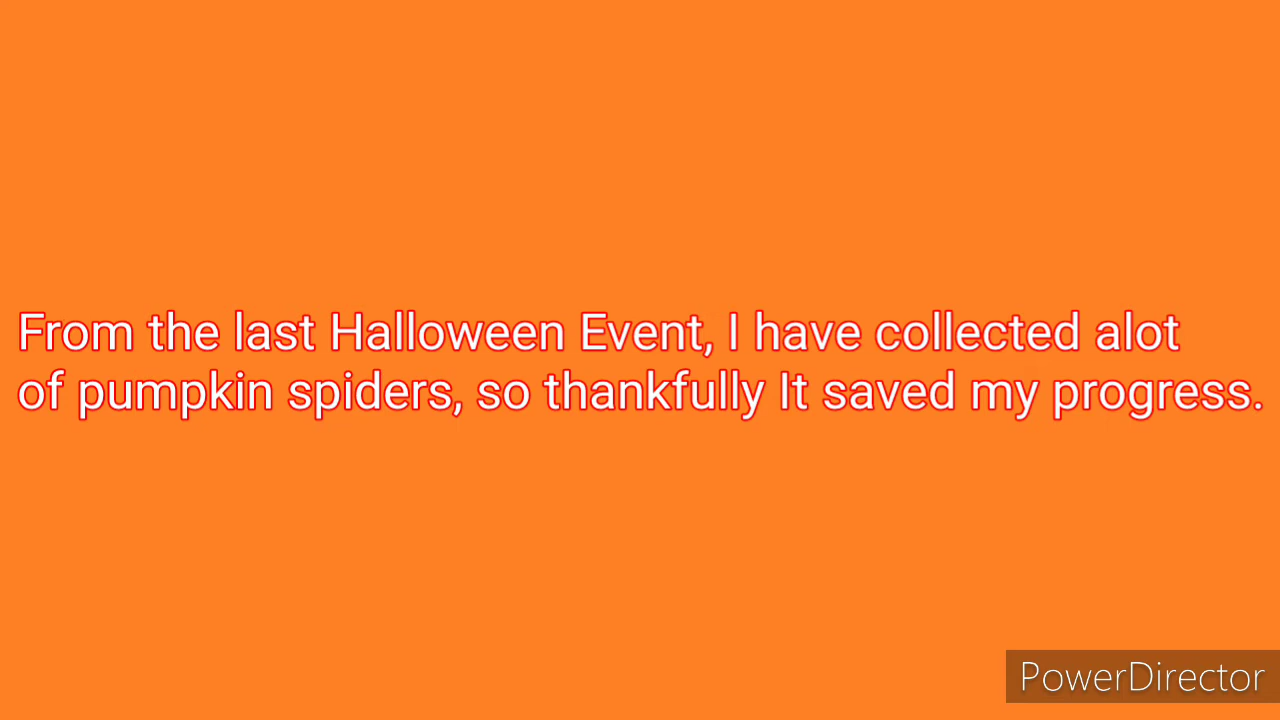 From the last Halloween Event, I have collected alot
of pumpkin spiders, so thankfully It saved my progress.
PowerDirector